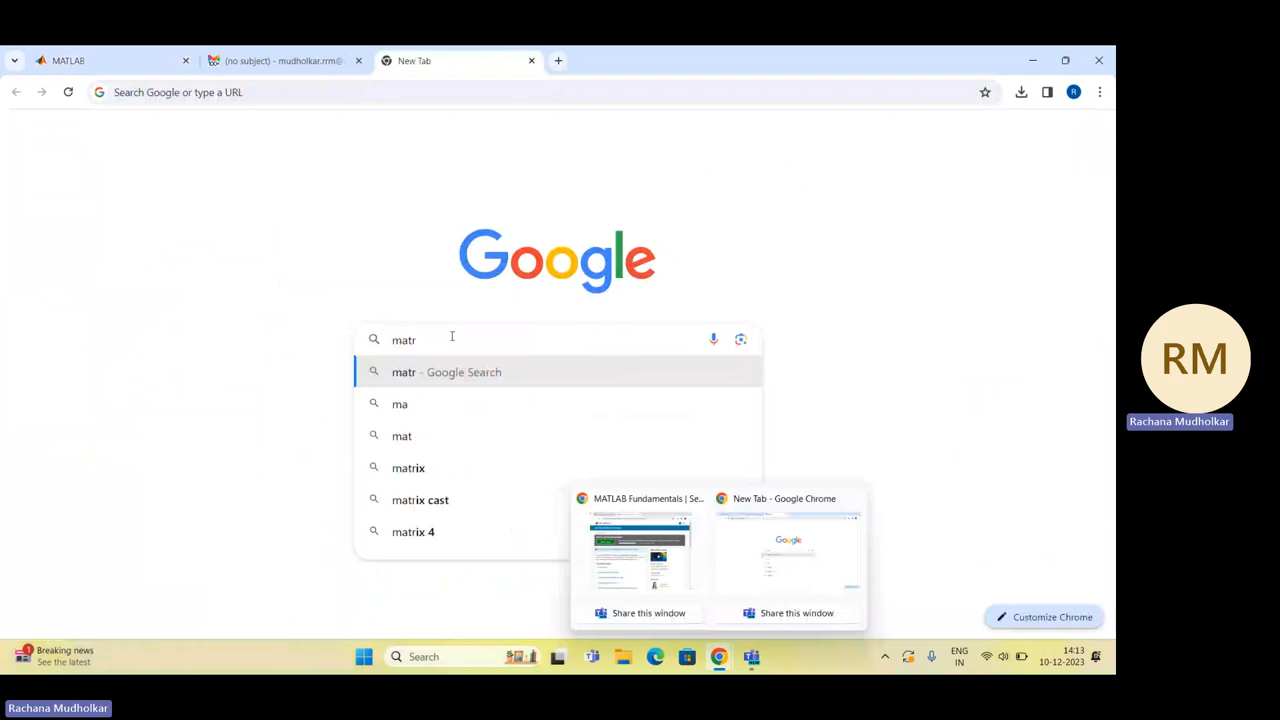 MATLAB
(no subject) - mudholkar.rrm@
New Tab
Search Google or type a URL
R
Google
matr
matr - Google Search
ma
mat
matrix
matrix cast
matrix 4
MATLAB Fundamentals | Se...
New Tab - Google Chrome
Google
Share this window
Share this window
Customize Chrome
RM
Rachana Mudholkar
1
Breaking news
See the latest
Search
ENG
IN
14:13
10-12-2023
Rachana Mudholkar